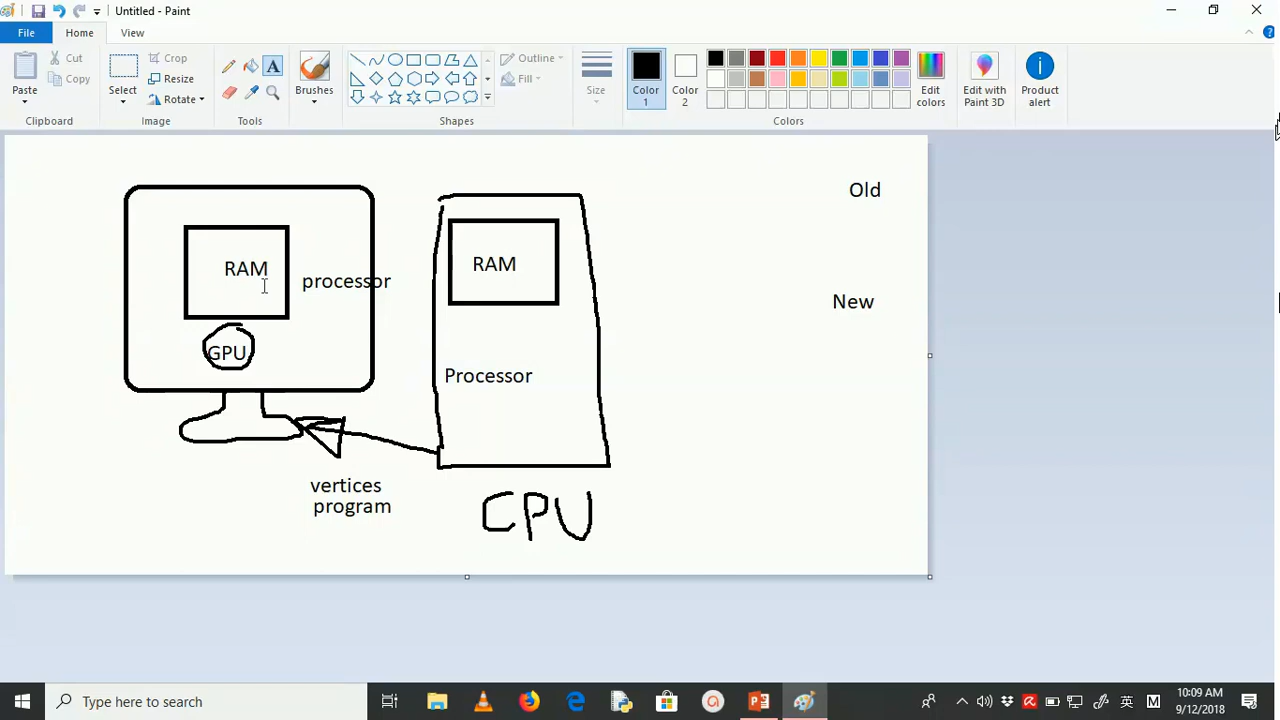 Untitled - Paint
File
Home
View
Paste
Cut
Copy
Clipboard
Select
Crop
Resize
Rotate
Image
A
Tools
Brushes
Shapes
Outline
Fill
Size
Color 1
Color 2
Colors
Edit colors
Edit with Paint 3D
Product alert
Old
RAM
processor
RAM
New
GPU
Processor
vertices
program
CPU
Type here to search
英
M
10:09 AM
9/12/2018